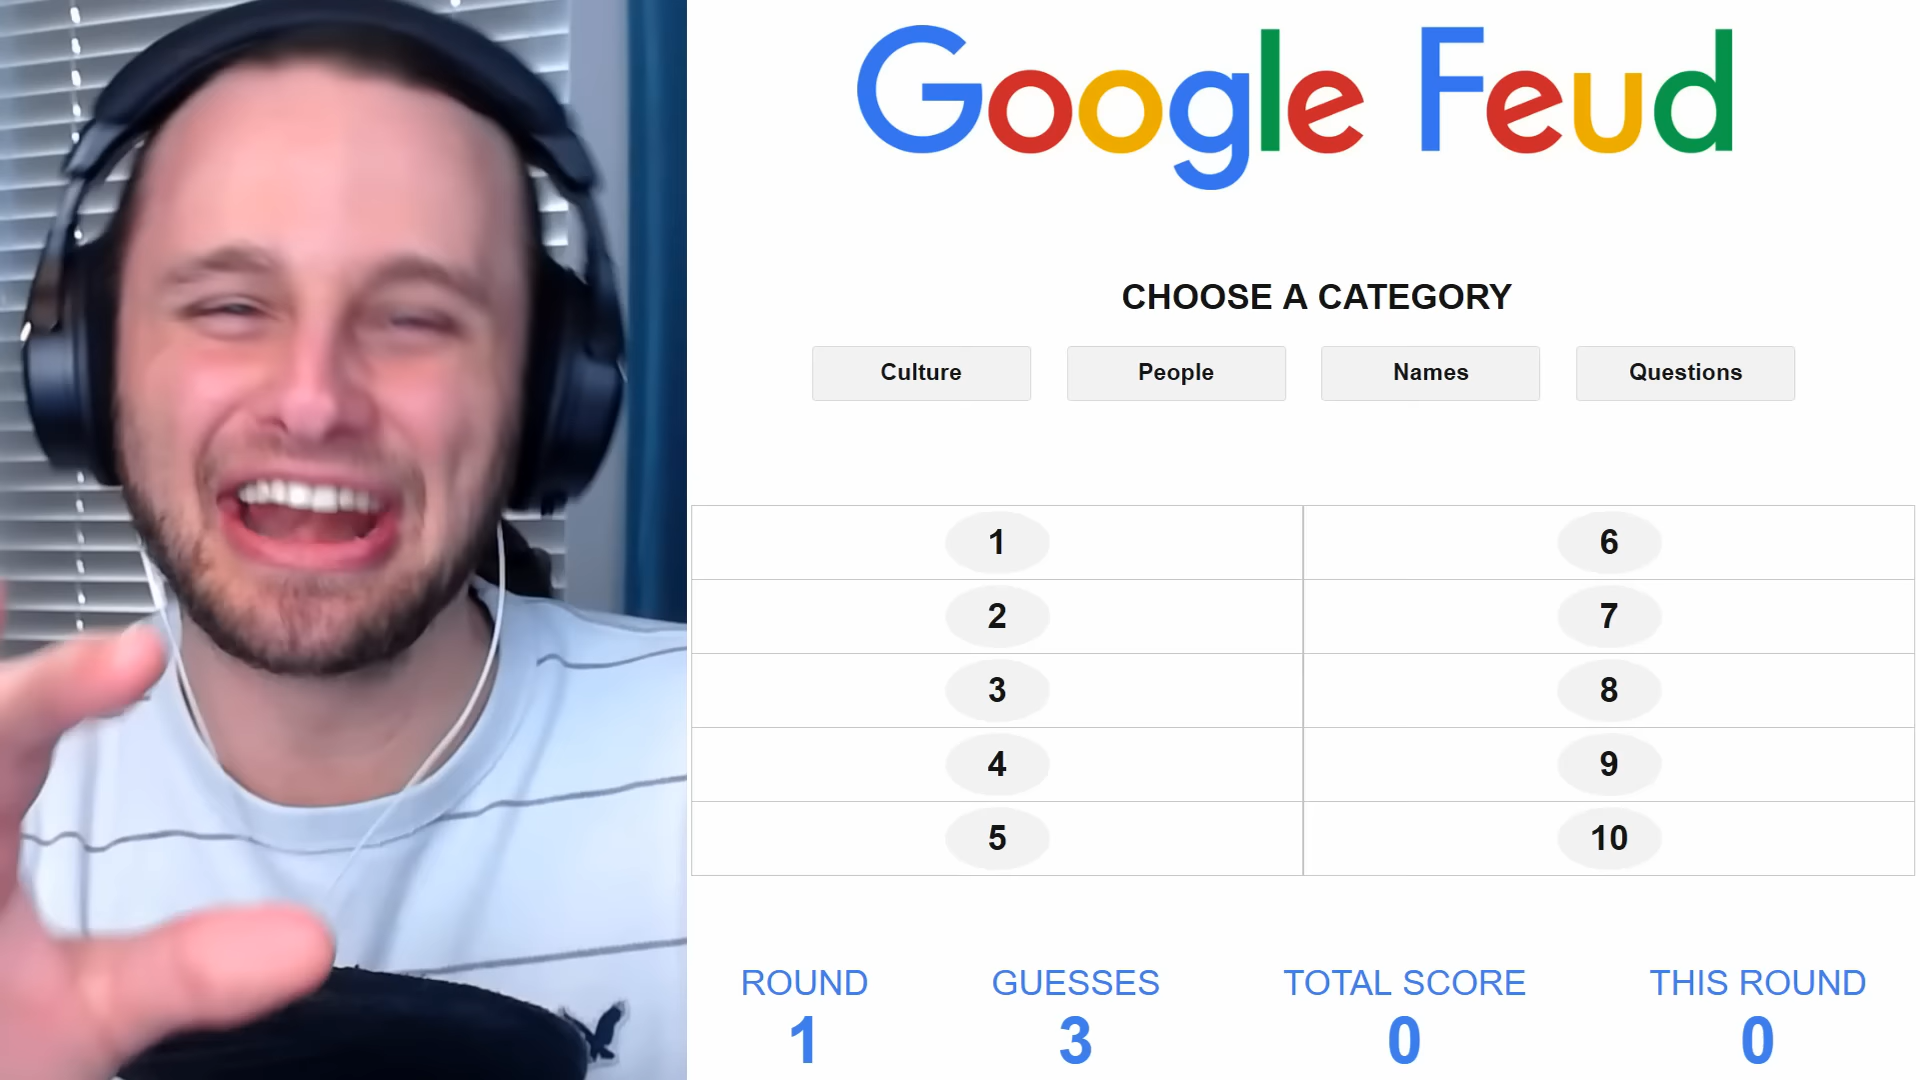 Google Feud
CHOOSE A CATEGORY
Culture People Names Questions
1 6
2 7
3 8
4 9
5 10
ROUND GUESSES TOTAL SCORE THIS ROUND
1 3 0 0